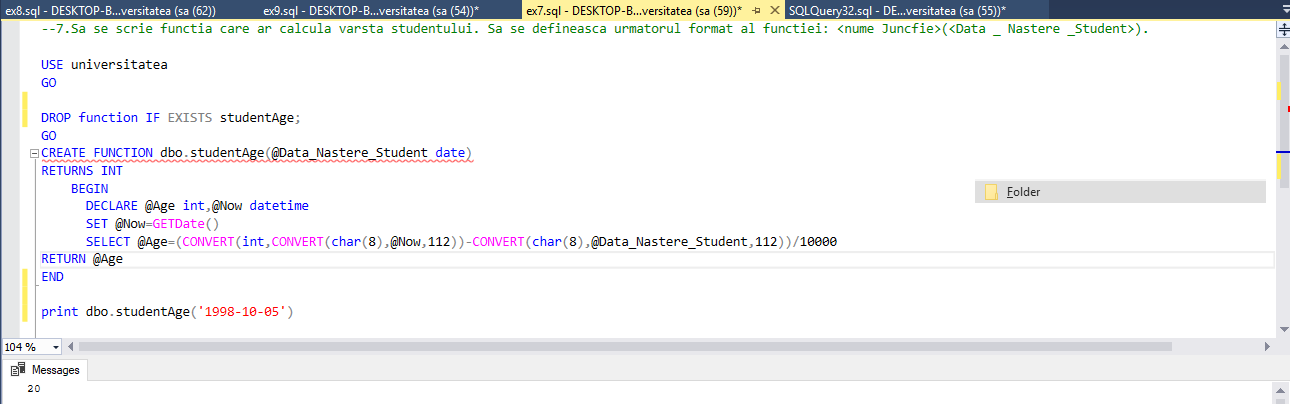 ex8.sql - DESKTOP-B...versitatea (sa (62)) ex9.sql - DESKTOP-B...versitatea (sa (54))* ex7.sql - DESKTOP-B...versitatea (sa (59))* SQLQuery32.sql - DE...versitatea (sa (55))*
--7.Sa se scrie functia care ar calcula varsta studentului. Sa se defineasca urmatorul format al functiei: <nume Juncfie>(<Data _ Nastere _Student>).
USE universitatea
GO
DROP function IF EXISTS studentAge;
GO
CREATE FUNCTION dbo.studentAge(@Data_Nastere_Student date)
RETURNS INT
BEGIN
DECLARE @Age int,@Now datetime
SET @Now=GETDate()
SELECT @Age=(CONVERT(int,CONVERT(char(8),@Now,112))-CONVERT(char(8),@Data_Nastere_Student,112))/10000
RETURN @Age
END
print dbo.studentAge('1998-10-05')
Folder
104 %
Messages
20